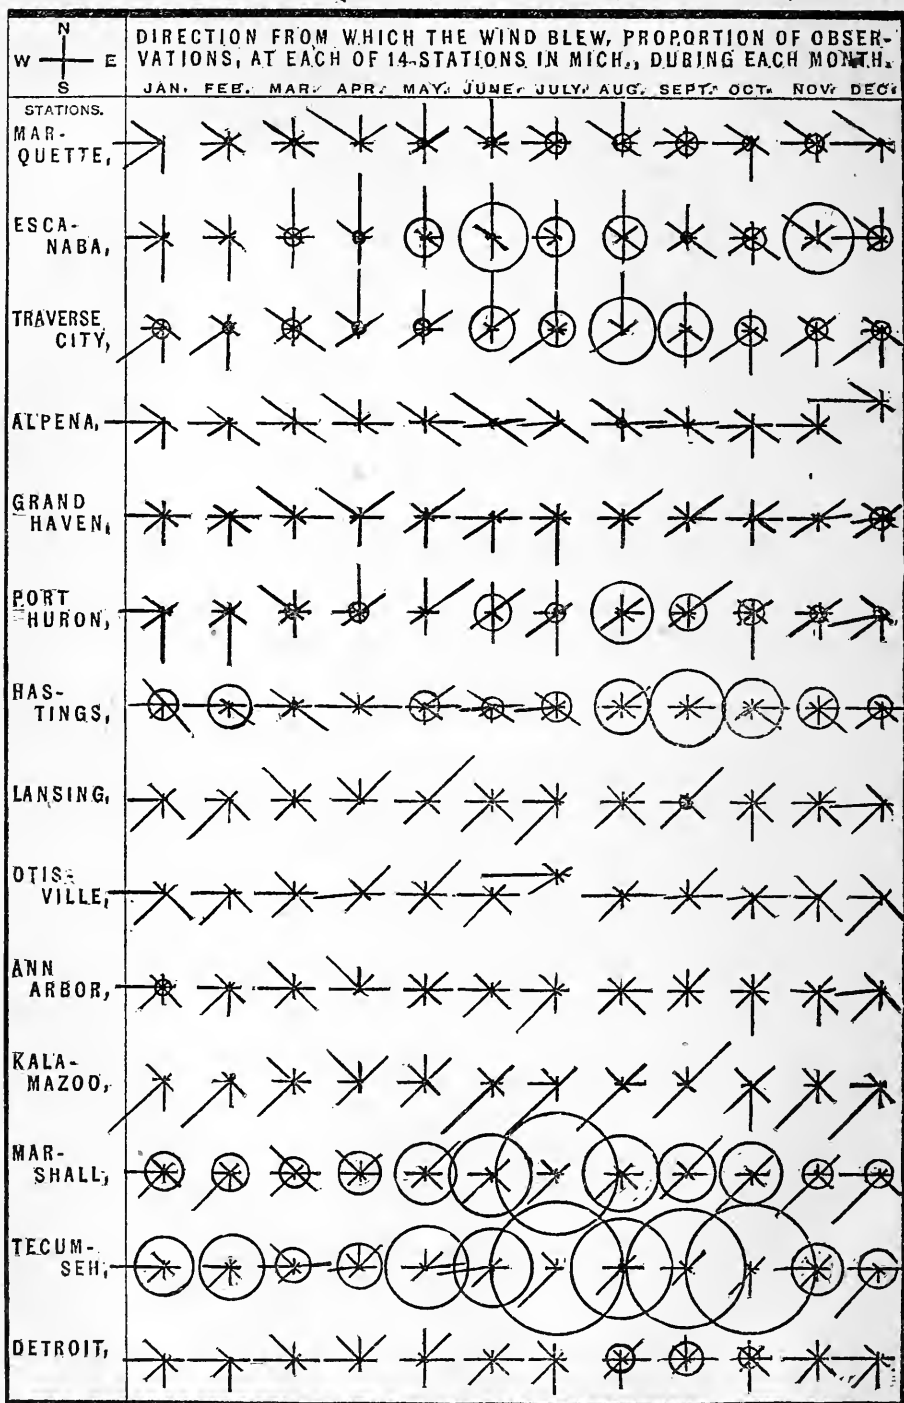 N
W E
S
DIRECTION FROM WHICH THE WIND BLEW, PROPORTION OF OBSER-
VATIONS, AT EACH OF 14 STATIONS IN MICH., DURING EACH MONTH.
JAN. FEB. MAR. APR. MAY. JUNE. JULY. AUG. SEPT. OCT. NOV. DEC.
STATIONS.
MAR-
QUETTE,
ESCA-
NABA,
TRAVERSE
CITY,
ALPENA,
GRAND
HAVEN,
PORT
HURON,
HAS-
TINGS,
LANSING,
OTIS-
VILLE,
ANN
ARBOR,
KALA-
MAZOO,
MAR-
SHALL,
TECUM-
SEH,
DETROIT,